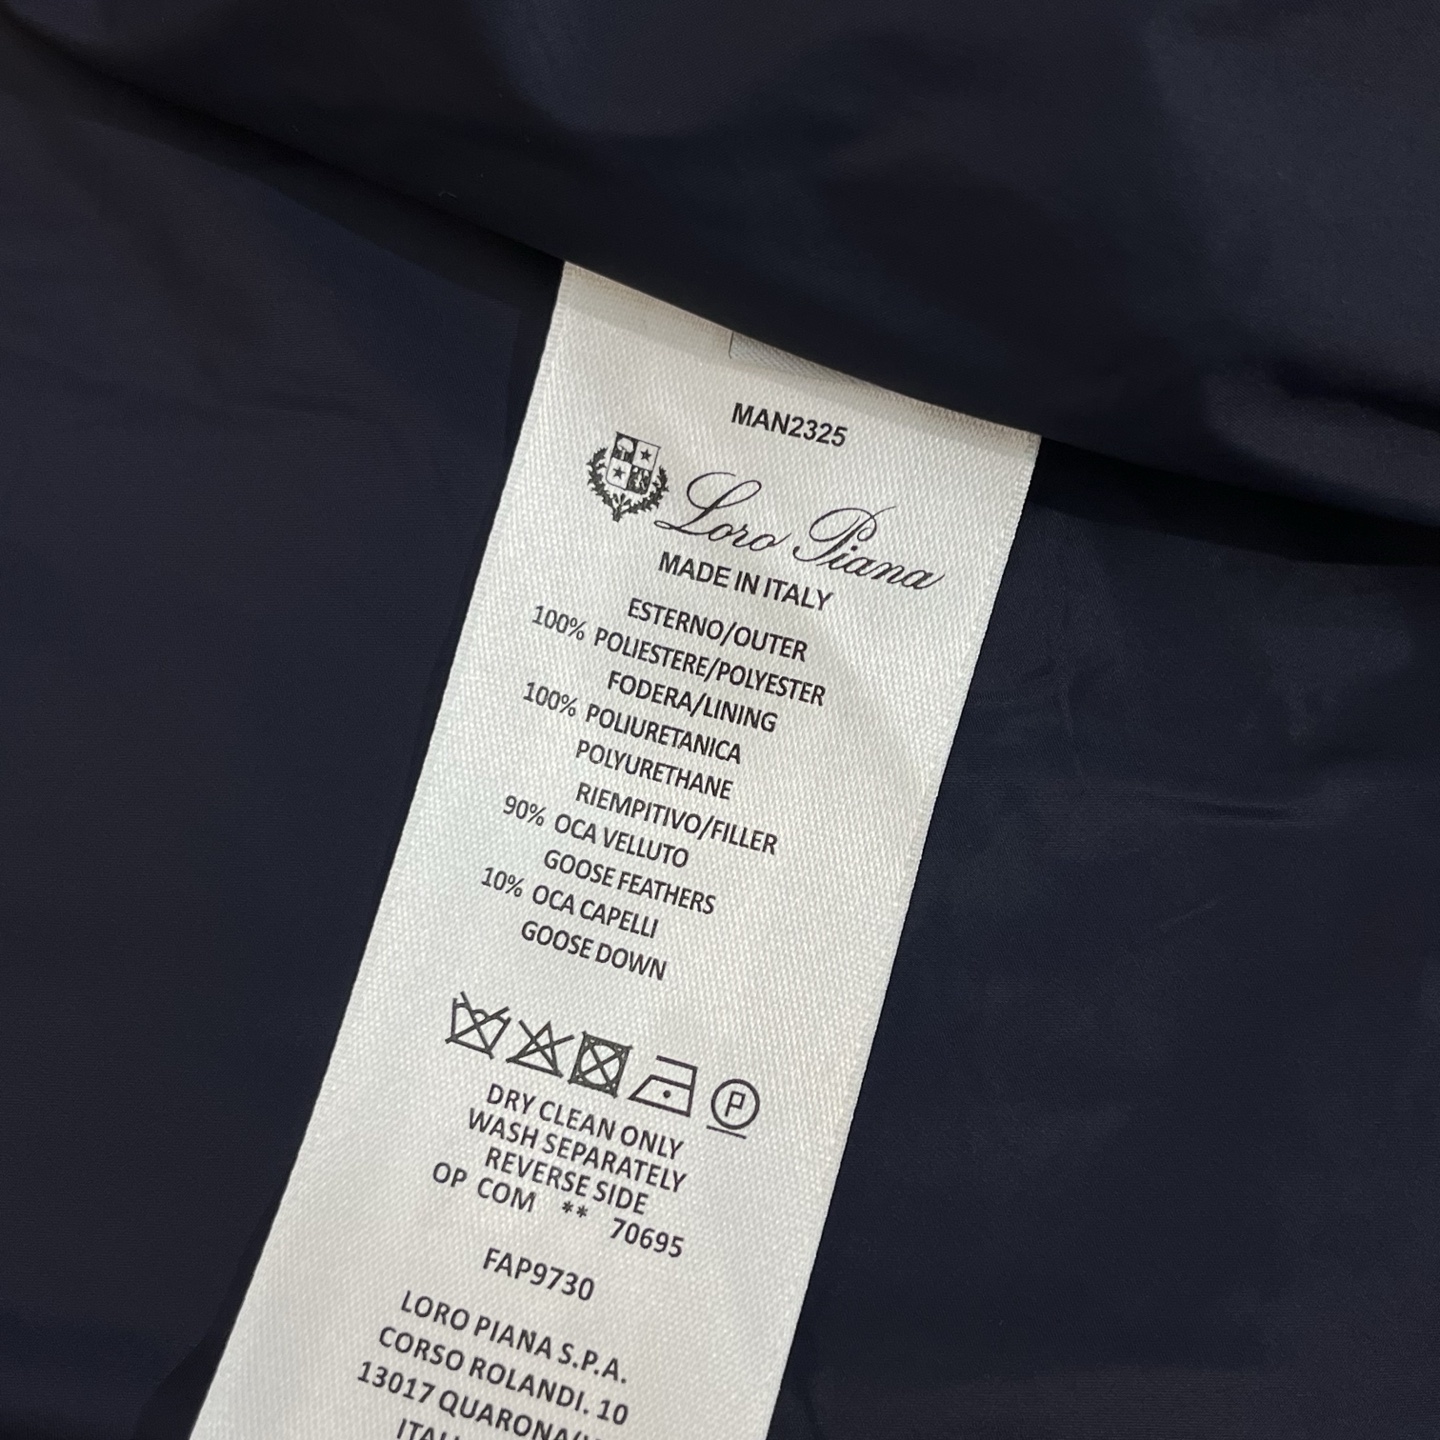 MAN2325
Loro Piana
MADE IN ITALY
ESTERNO/OUTER
100% POLIESTERE/POLYESTER
FODERA/LINING
100% POLIURETANICA
POLYURETHANE
RIEMPITIVO/FILLER
90% OCA VELLUTO
GOOSE FEATHERS
10% OCA CAPELLI
GOOSE DOWN
P
DRY CLEAN ONLY
WASH SEPARATELY
REVERSE SIDE
OP COM ** 70695
FAP9730
LORO PIANA S.P.A.
CORSO ROLANDI. 10
13017 QUARONA/